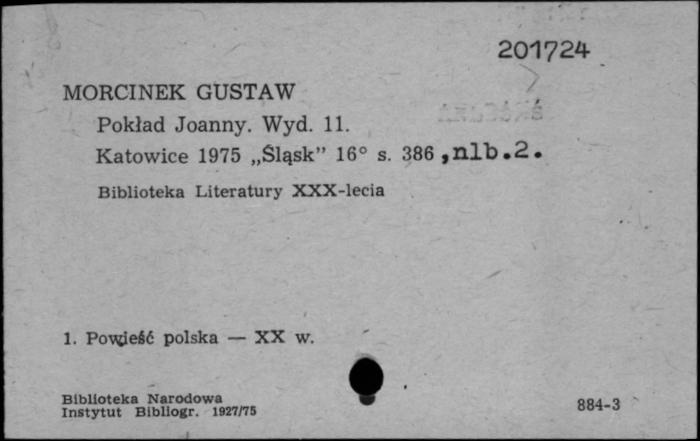 201724
MORCINEK GUSTAW
Pokład Joanny. Wyd. 11.
Katowice 1975 „Śląsk” 16° s. 386 ,nlb.2.
Biblioteka Literatury XXX-lecia
1. Powieść polska — XX w.
Biblioteka Narodowa
Instytut Bibliogr. 1927/75
884-3